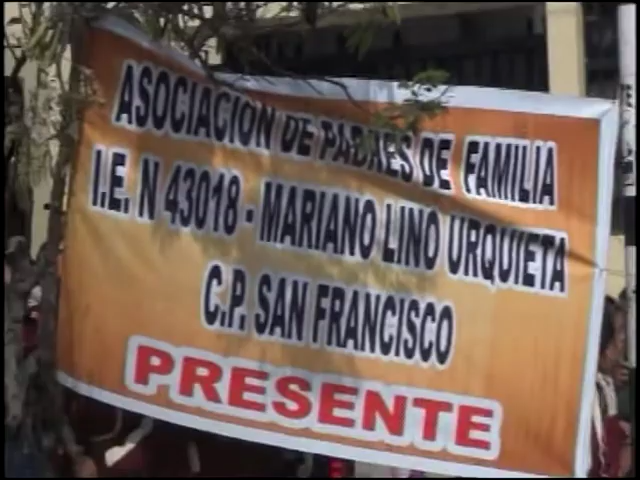 ASOCIACION DE PADRES DE FAMILIA
I.E. N 43018 - MARIANO LINO URQUIETA
C.P. SAN FRANCISCO
PRESENTE